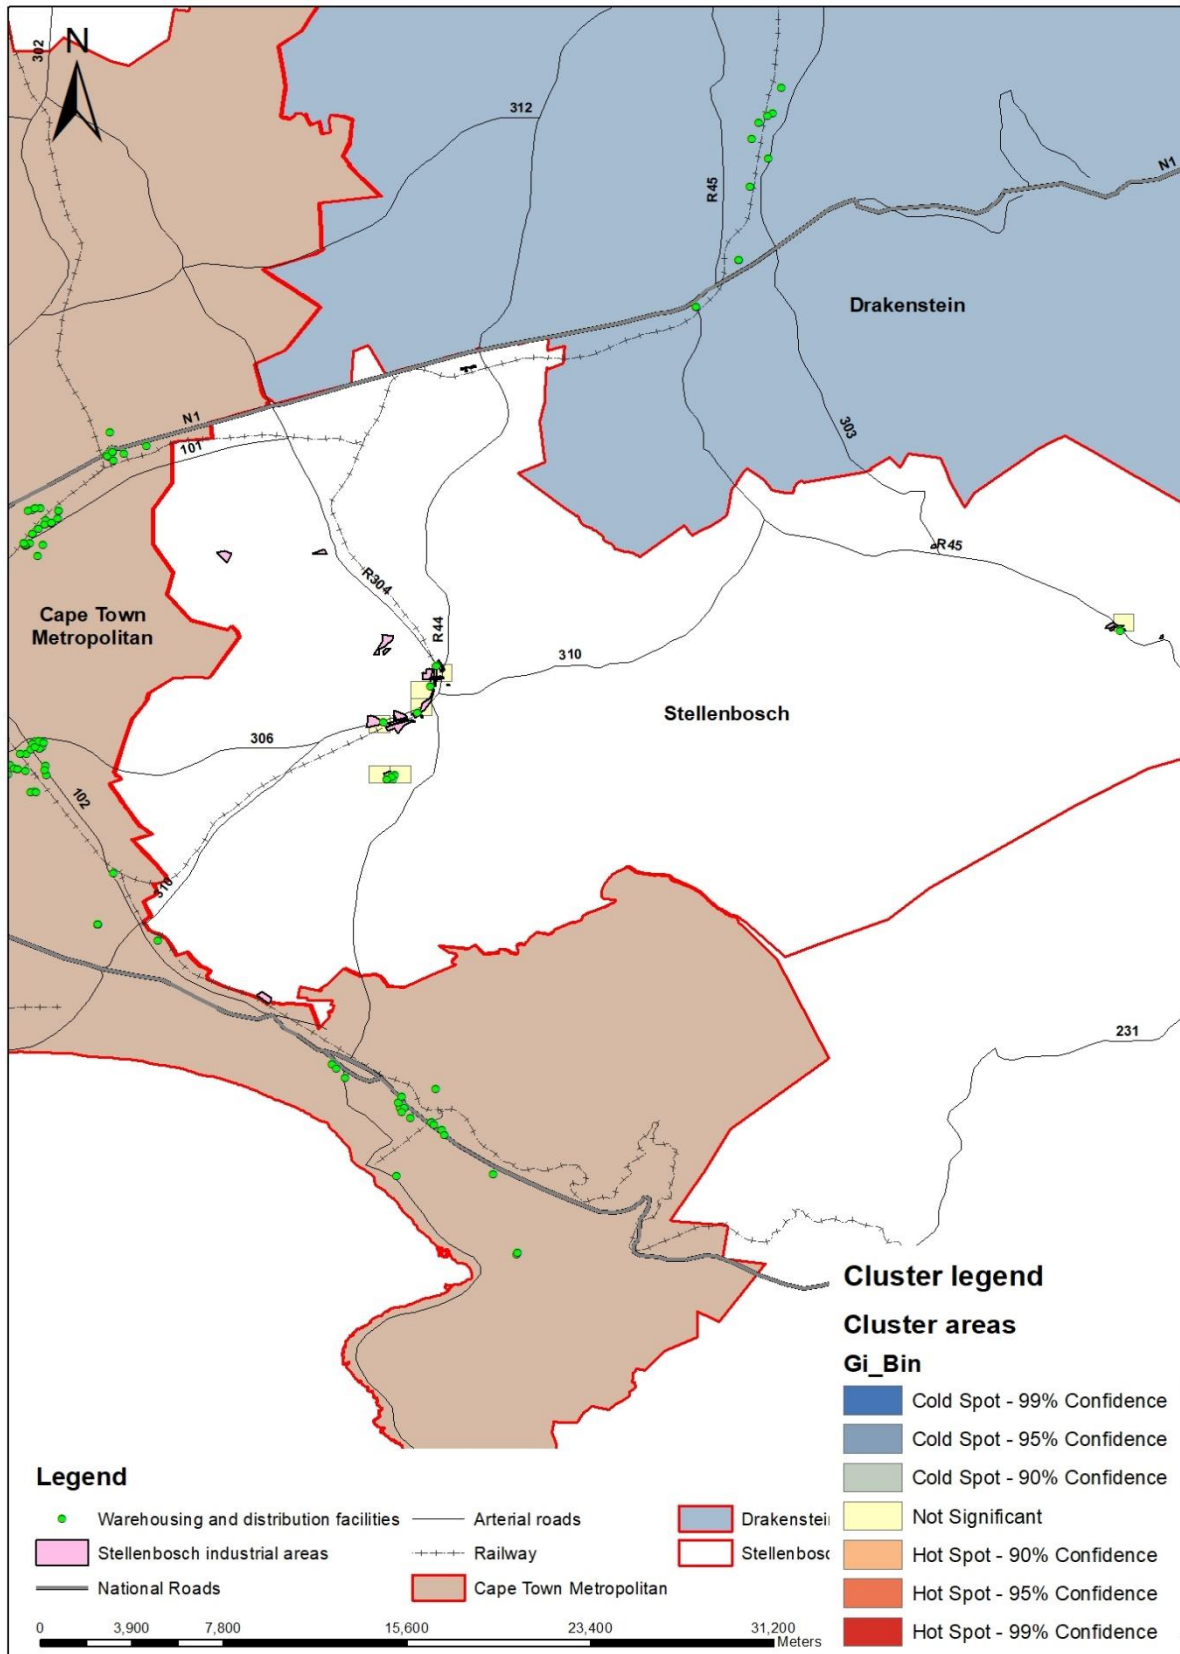 N
302
312
R45
N1
Drakenstein
N1
101
303
R45
Cape Town
Metropolitan
R304
R44
310
Stellenbosch
306
102
310
231
Cluster legend
Cluster areas
Gi_Bin
Cold Spot - 99% Confidence
Cold Spot - 95% Confidence
Cold Spot - 90% Confidence
Not Significant
Hot Spot - 90% Confidence
Hot Spot - 95% Confidence
Hot Spot - 99% Confidence
Legend
Warehousing and distribution facilities
Arterial roads
Drakenstein
Stellenbosch industrial areas
Railway
Stellenbosc
National Roads
Cape Town Metropolitan
0 3,900 7,800 15,600 23,400 31,200
Meters